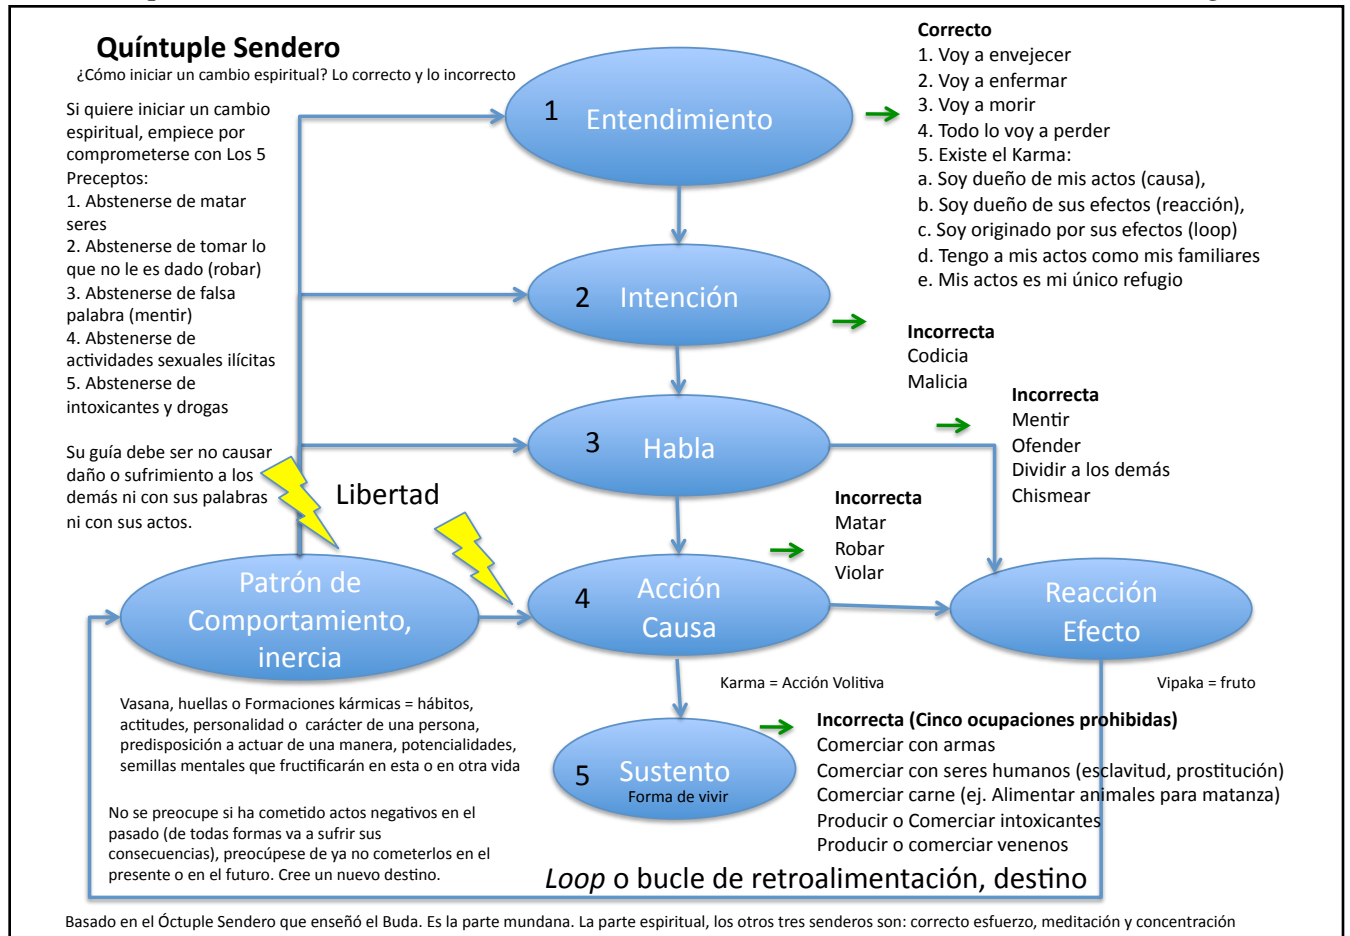 Quíntuple Sendero
¿Cómo iniciar un cambio espiritual? Lo correcto y lo incorrecto
Si quiere iniciar un cambio
espiritual, empiece por
comprometerse con Los 5
Preceptos:
1. Abstenerse de matar
seres
2. Abstenerse de tomar lo
que no le es dado (robar)
3. Abstenerse de falsa
palabra (mentir)
4. Abstenerse de
actividades sexuales ilícitas
5. Abstenerse de
intoxicantes y drogas
Su guía debe ser no causar
daño o sufrimiento a los
demás ni con sus palabras
ni con sus actos.
1 Entendimiento
Correcto
1. Voy a envejecer
2. Voy a enfermar
3. Voy a morir
4. Todo lo voy a perder
5. Existe el Karma:
a. Soy dueño de mis actos (causa),
b. Soy dueño de sus efectos (reacción),
c. Soy originado por sus efectos (loop)
d. Tengo a mis actos como mis familiares
e. Mis actos es mi único refugio
2 Intención
Incorrecta
Codicia
Malicia
3 Habla
Incorrecta
Mentir
Ofender
Dividir a los demás
Chismear
Libertad
Incorrecta
Matar
Robar
Violar
Patrón de
Comportamiento,
inercia
4 Acción
Causa
Reacción
Efecto
Karma = Acción Volitiva
Vipaka = fruto
Vasana, huellas o Formaciones kármicas = hábitos,
actitudes, personalidad o carácter de una persona,
predisposición a actuar de una manera, potencialidades,
semillas mentales que fructificarán en esta o en otra vida
5 Sustento
Forma de vivir
Incorrecta (Cinco ocupaciones prohibidas)
Comerciar con armas
Comerciar con seres humanos (esclavitud, prostitución)
Comerciar carne (ej. Alimentar animales para matanza)
Producir o Comerciar intoxicantes
Producir o comerciar venenos
No se preocupe si ha cometido actos negativos en el
pasado (de todas formas va a sufrir sus
consecuencias), preocúpese de ya no cometerlos en el
presente o en el futuro. Cree un nuevo destino.
Loop o bucle de retroalimentación, destino
Basado en el Óctuple Sendero que enseñó el Buda. Es la parte mundana. La parte espiritual, los otros tres senderos son: correcto esfuerzo, meditación y concentración